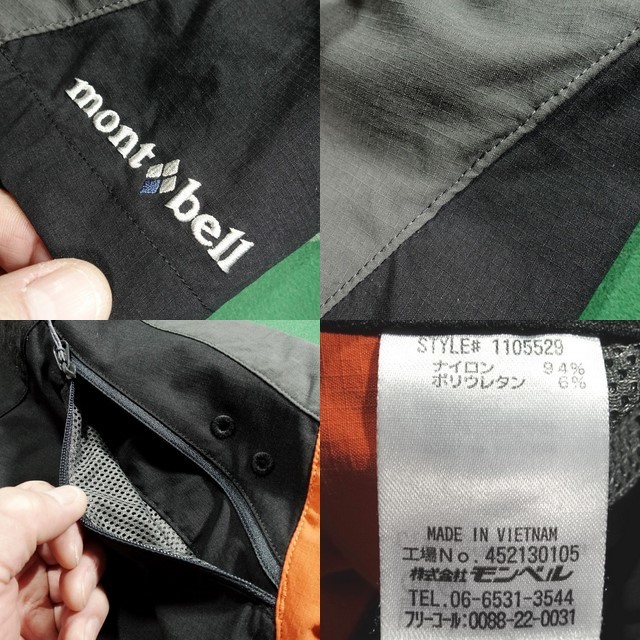 mont bell
STYLE# 1105529
ナイロン 94%
ポリウレタン 6%
MADE IN VIETNAM
工場No. 452130105
株式会社 モンベル
TEL.06-6531-3544
フリーコール:0088-22-0031